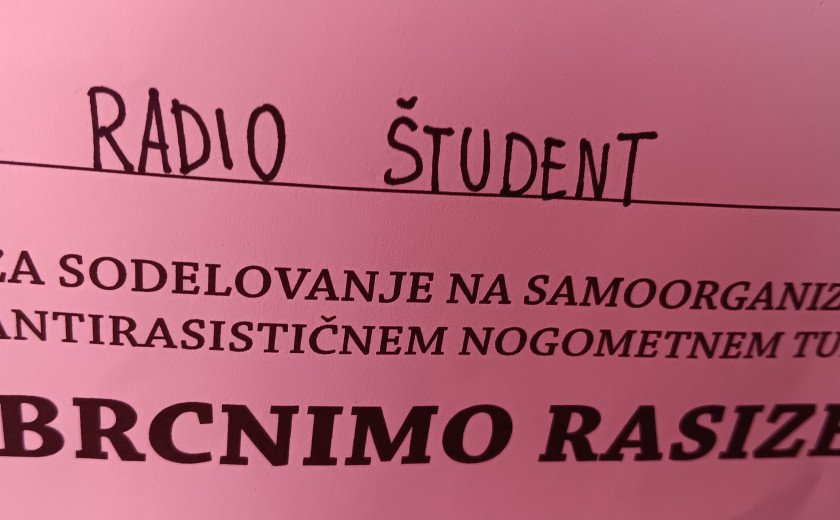 RADIO ŠTUDENT
ZA SODELOVANJE NA SAMOORGANIZ
ANTIRASISTIČNEM NOGOMETNEM TU
BRCNIMO RASIZE